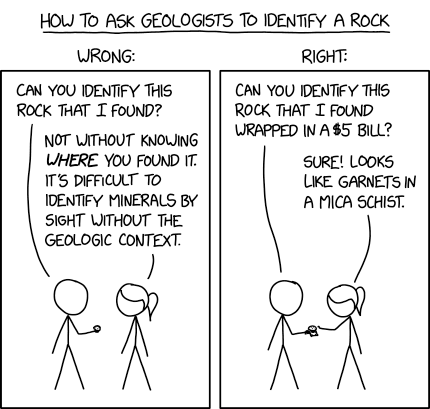 HOW TO ASK GEOLOGISTS TO IDENTIFY A ROCK
WRONG:
CAN YOU IDENTIFY THIS
ROCK THAT I FOUND?
NOT WITHOUT KNOWING
WHERE YOU FOUND IT.
IT'S DIFFICULT TO
IDENTIFY MINERALS BY
SIGHT WITHOUT THE
GEOLOGIC CONTEXT.
RIGHT:
CAN YOU IDENTIFY THIS
ROCK THAT I FOUND
WRAPPED IN A $5 BILL?
SURE! LOOKS
LIKE GARNETS IN
A MICA SCHIST.